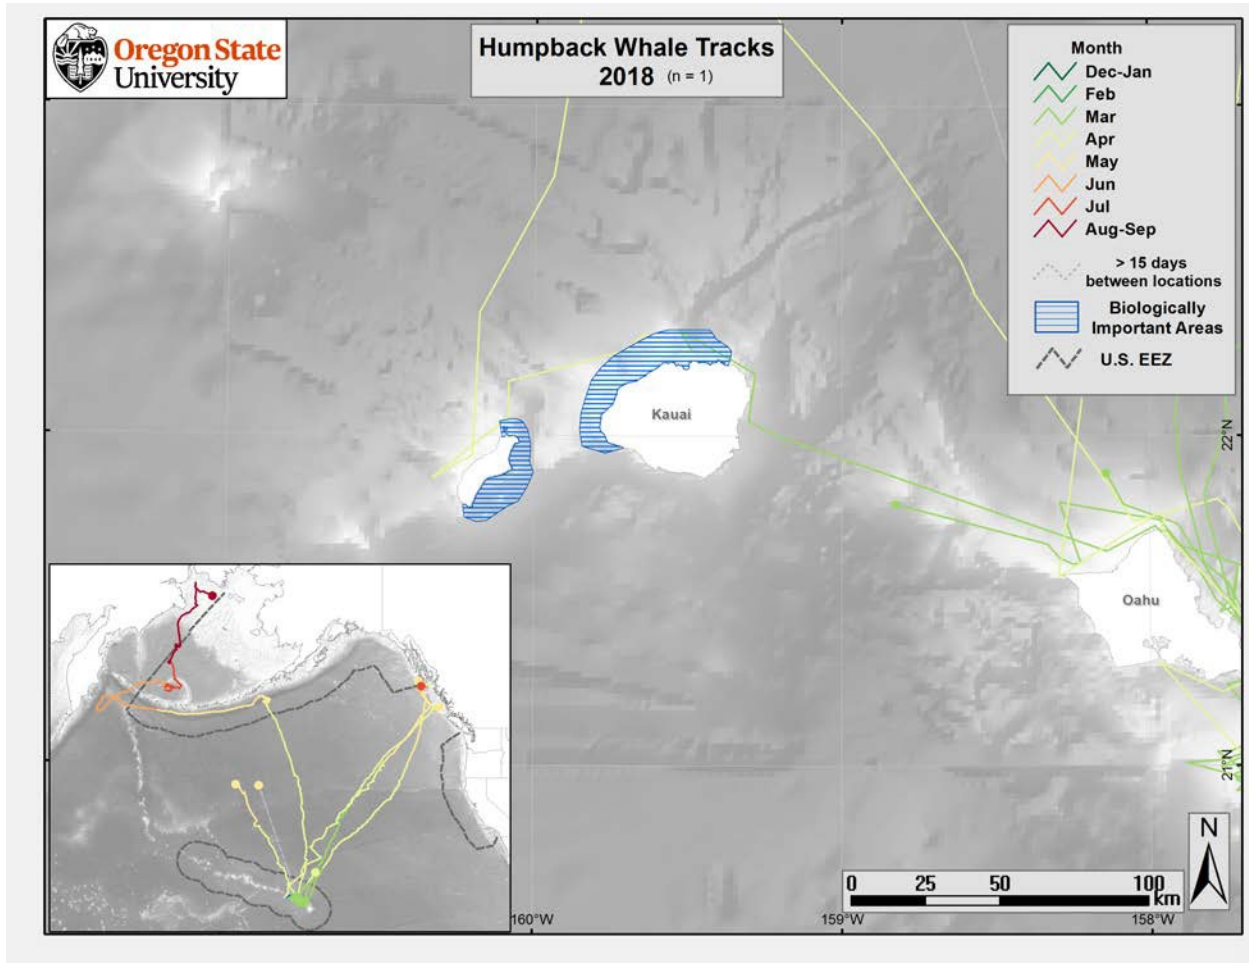 Oregon State
University
Humpback Whale Tracks
2018 (n = 1)
Month
Dec-Jan
Feb
Mar
Apr
May
Jun
Jul
Aug-Sep
> 15 days
between locations
Biologically
Important Areas
U.S. EEZ
Kauai
22°N
Oahu
21°N
N
0 25 50 100
km
160°W 159°W 158°W